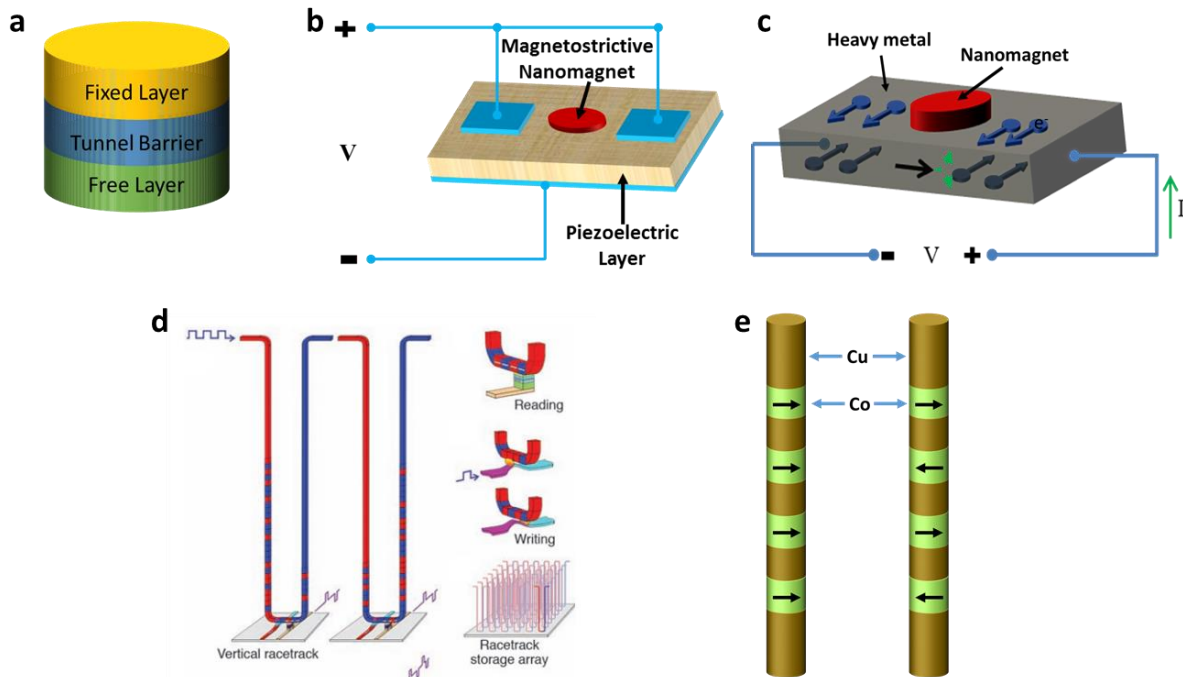 a
Fixed Layer
Tunnel Barrier
Free Layer
b
+
Magnetostrictive
Nanomagnet
V
-
Piezoelectric
Layer
c
Heavy metal
Nanomagnet
e-
I
- V +
d
Reading
Writing
Vertical racetrack
Racetrack
storage array
e
Cu
Co